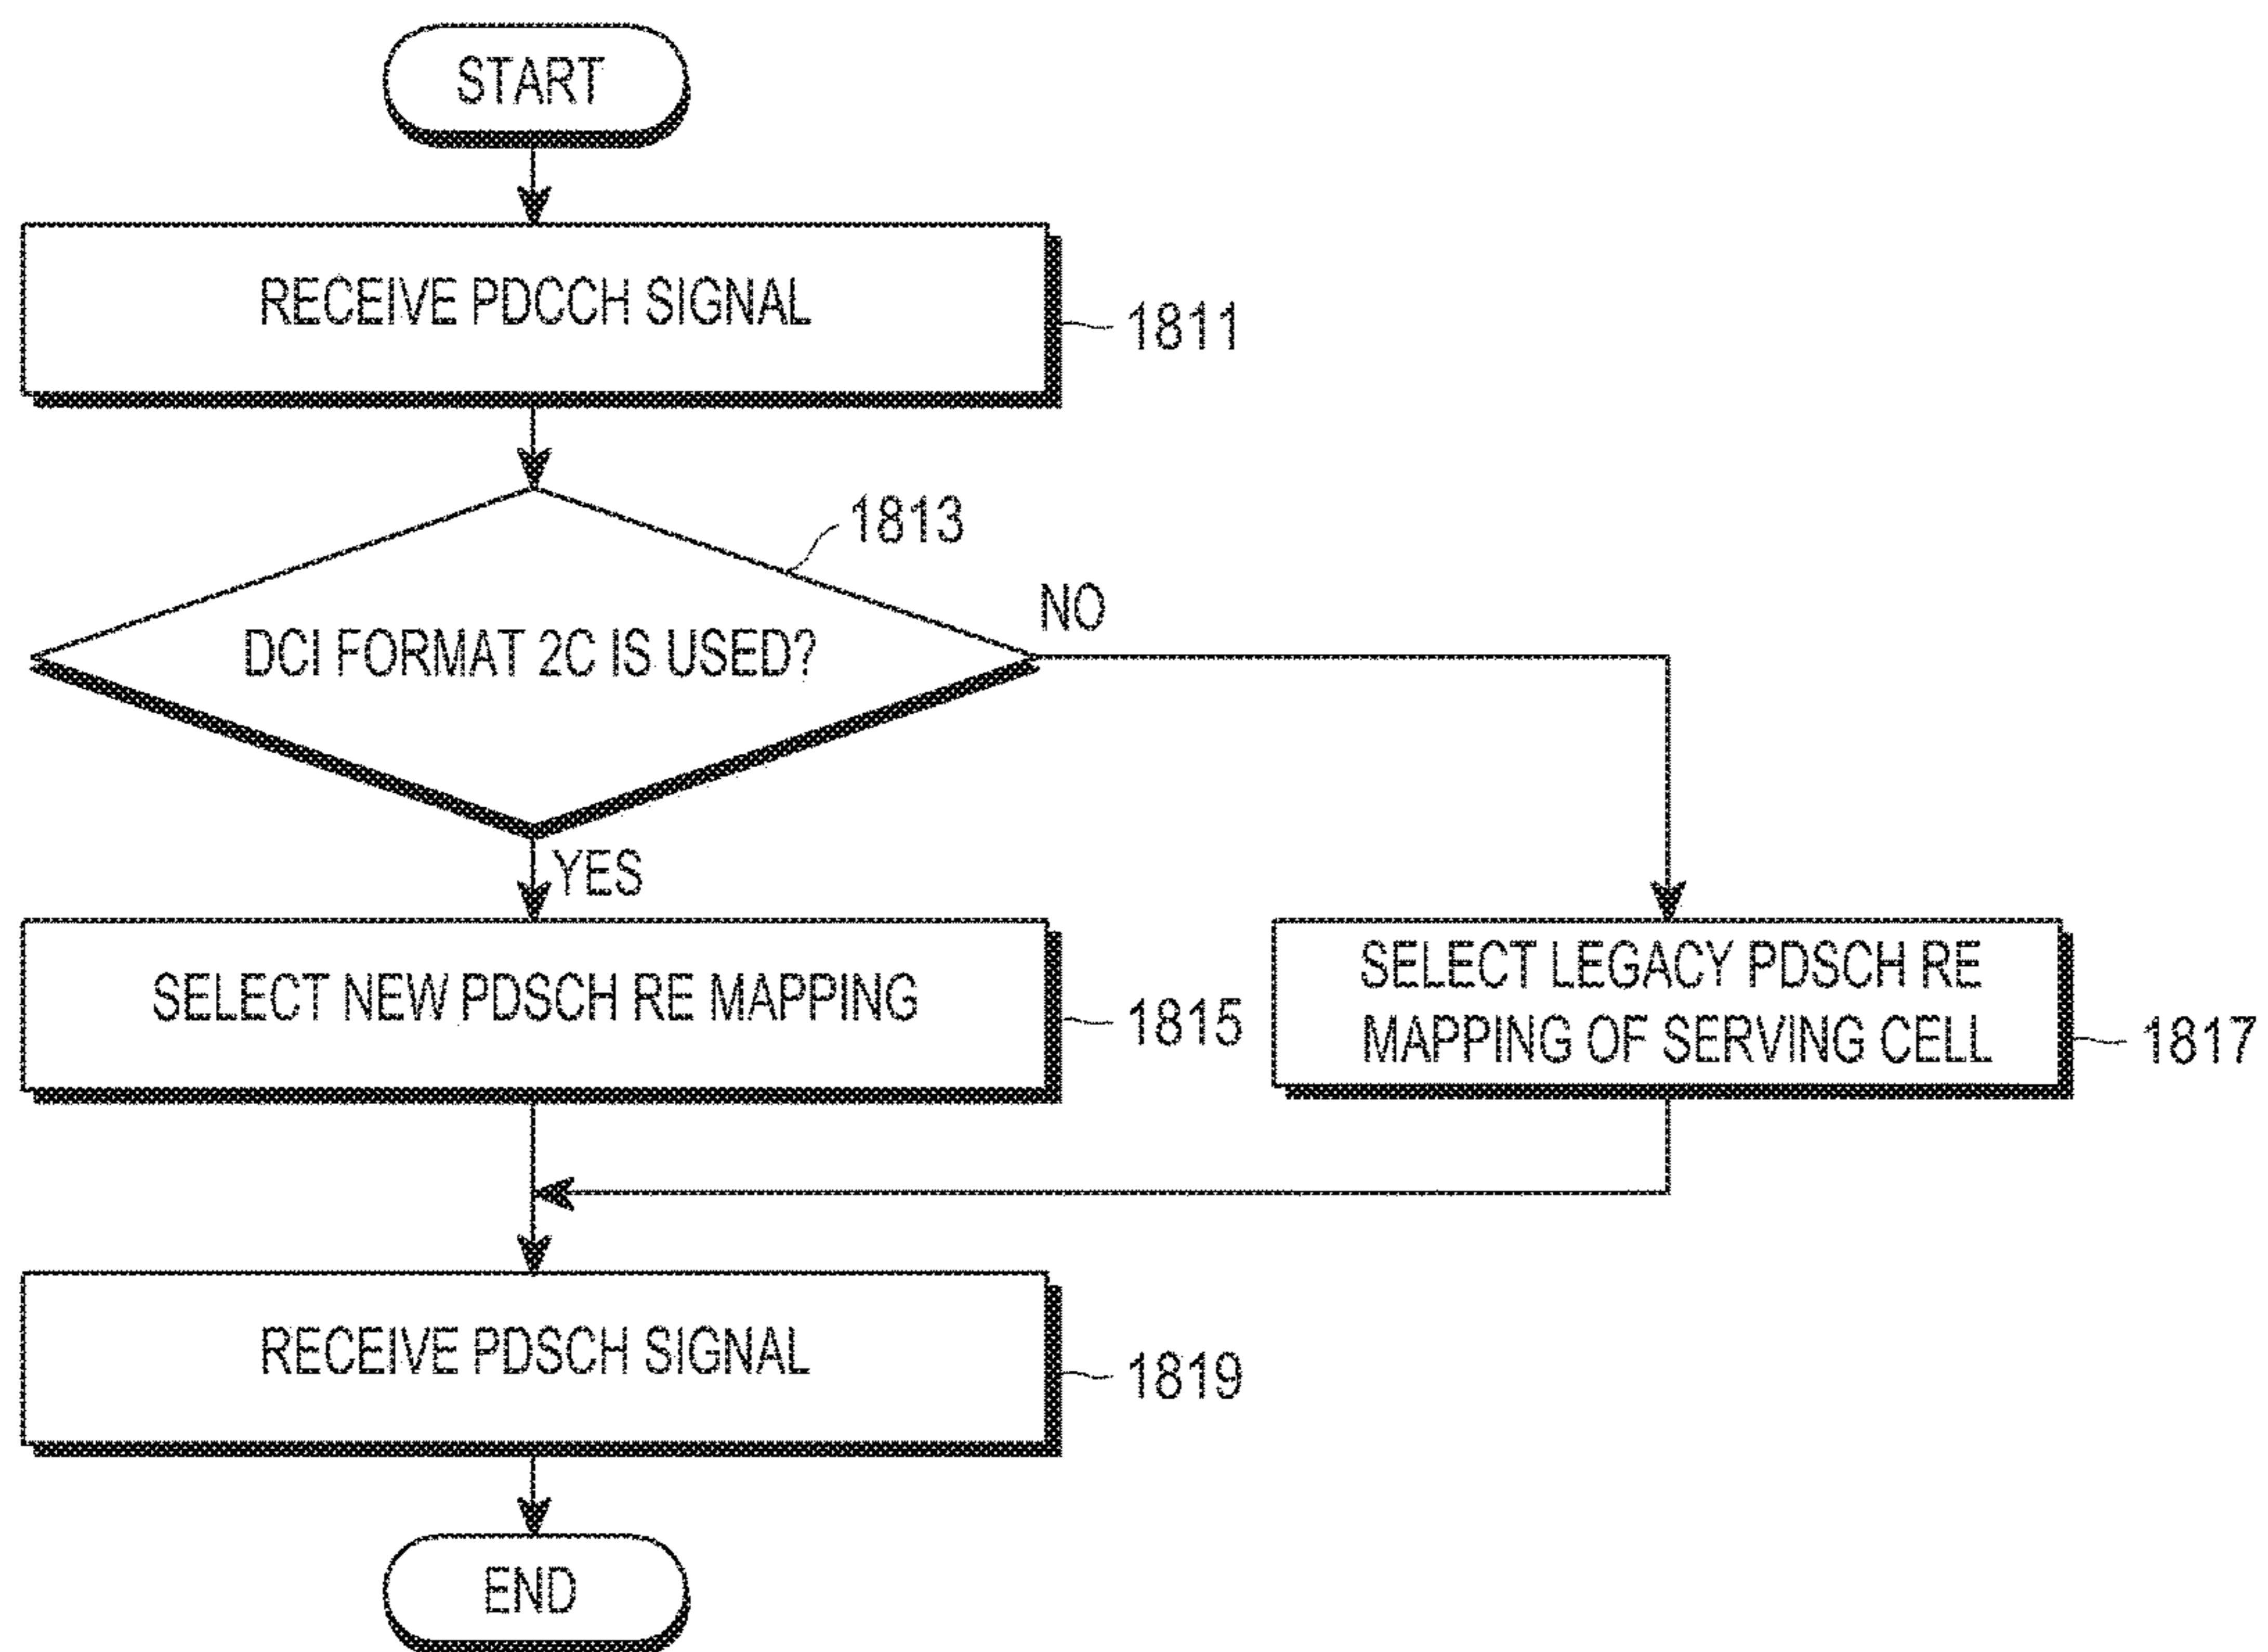 START
RECEIVE PDCCH SIGNAL
1811
1813
DCI FORMAT 2C IS USED?
NO
YES
SELECT NEW PDSCH RE MAPPING
1815
SELECT LEGACY PDSCH RE
MAPPING OF SERVING CELL
1817
RECEIVE PDSCH SIGNAL
1819
END